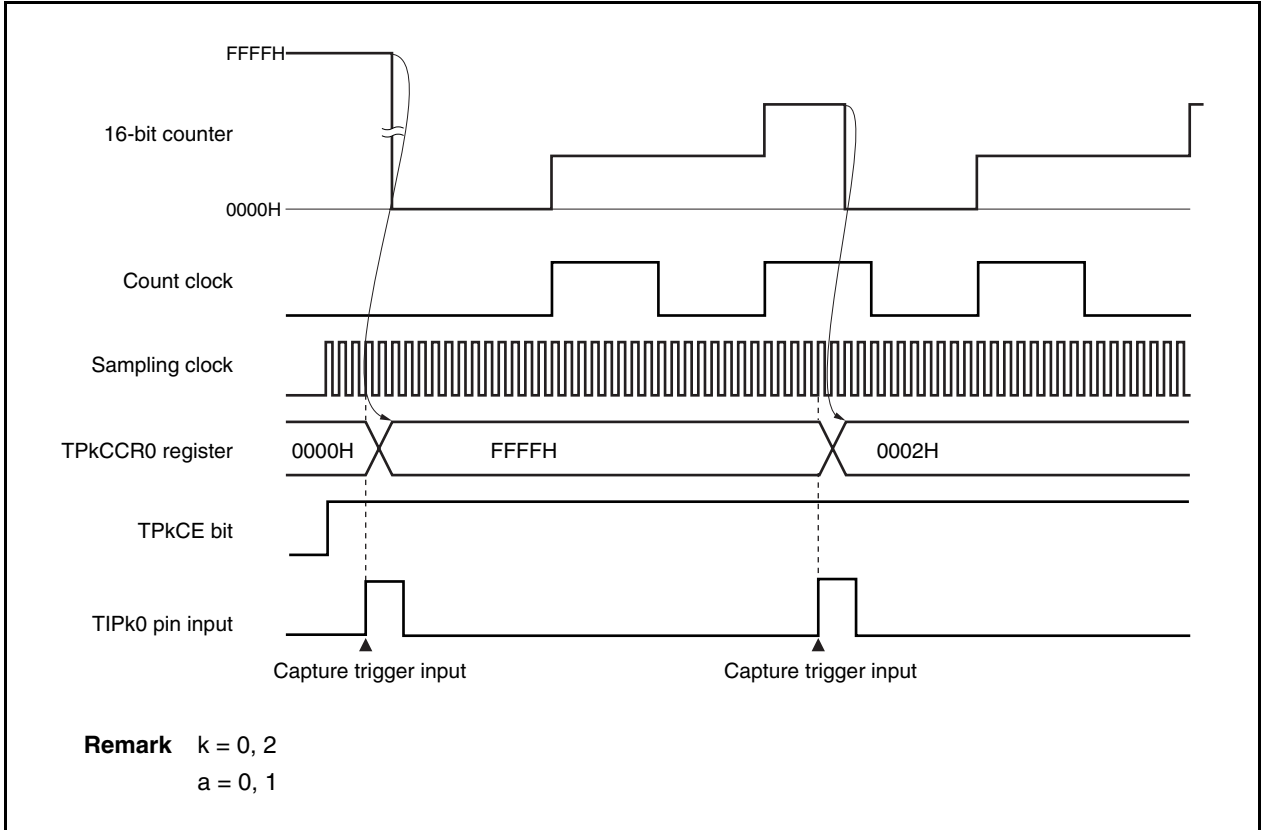 FFFFH
16-bit counter
0000H
Count clock
Sampling clock
TPkCCR0 register
0000H
FFFFH
0002H
TPkCE bit
TIPk0 pin input
Capture trigger input
Capture trigger input
Remark k = 0, 2
a = 0, 1